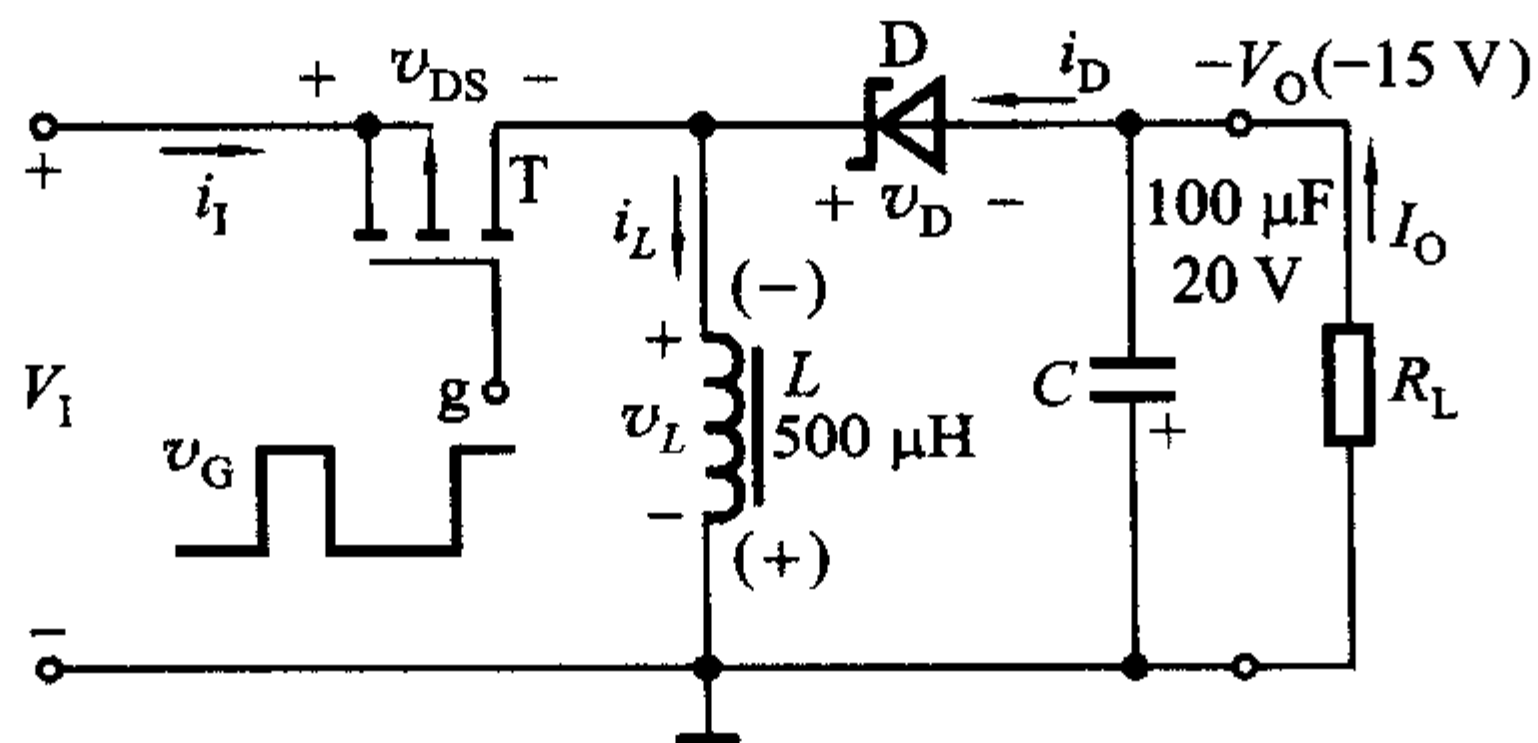 + v_DS −
D
i_D
−V_O(−15 V)
+
i_I
T
i_L
+ v_D −
100 μF
20 V
I_O
(−)
+
V_I
g
v_L
L
500 μH
C
+
R_L
v_G
−
(+)
−